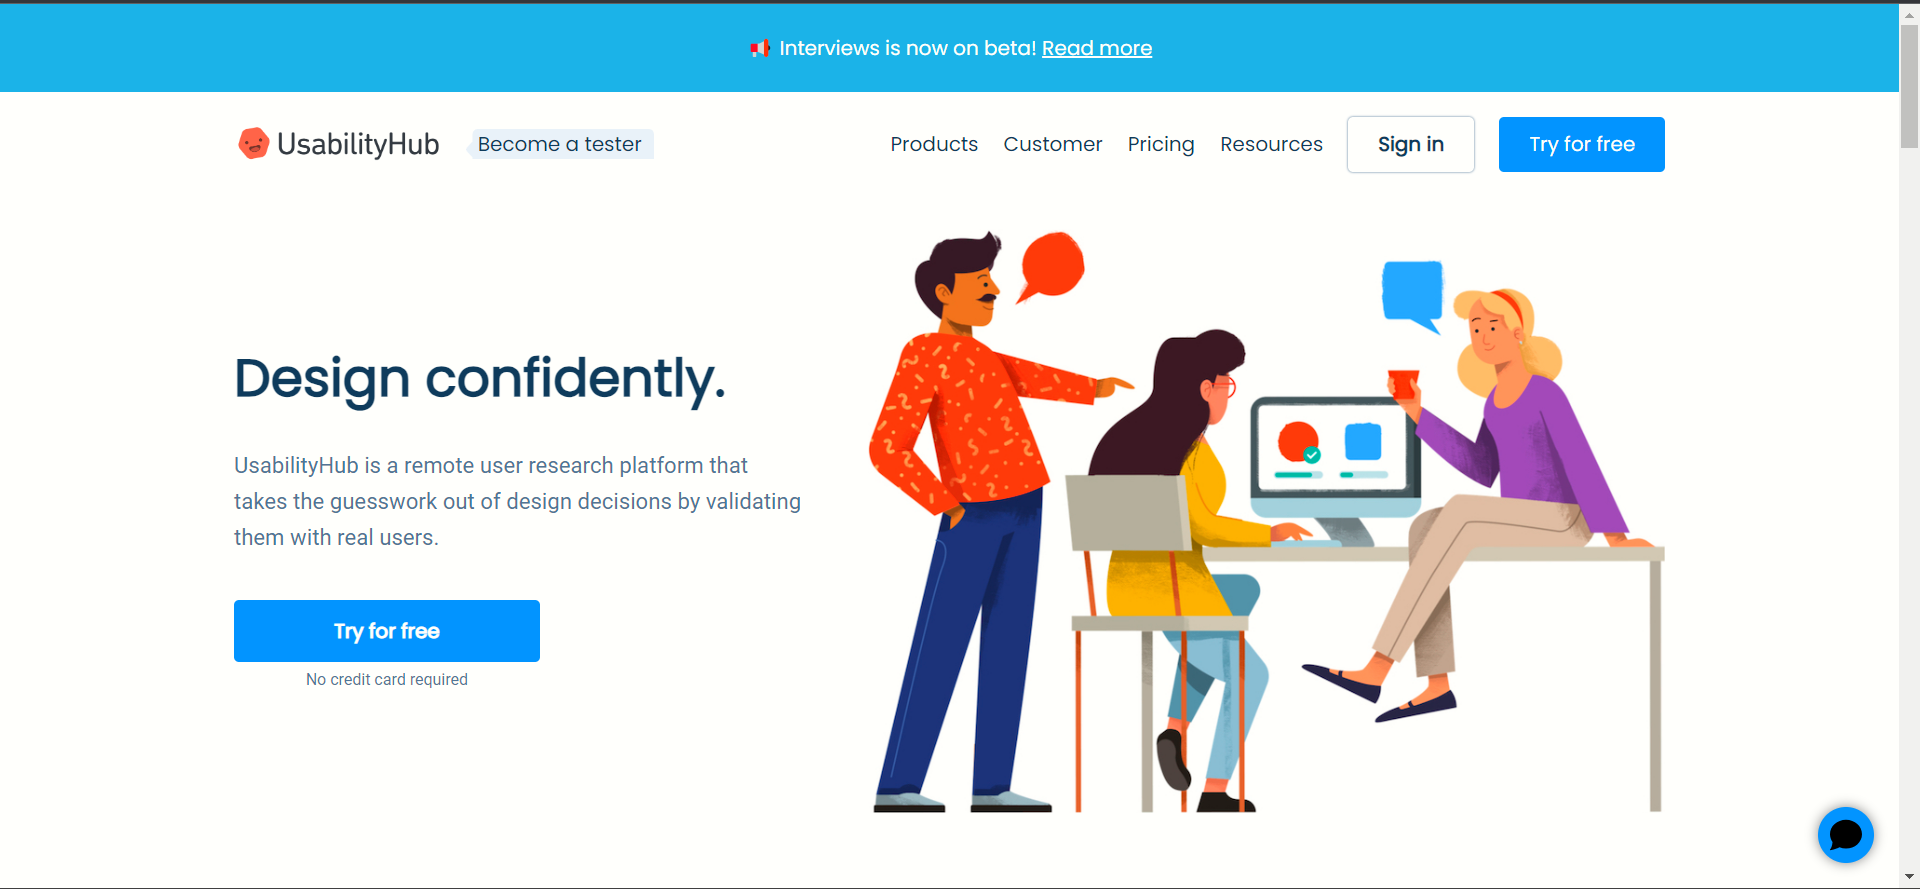 Interviews is now on beta! Read more
UsabilityHub
Become a tester
Products
Customer
Pricing
Resources
Sign in
Try for free
Design confidently.
UsabilityHub is a remote user research platform that
takes the guesswork out of design decisions by validating
them with real users.
Try for free
No credit card required